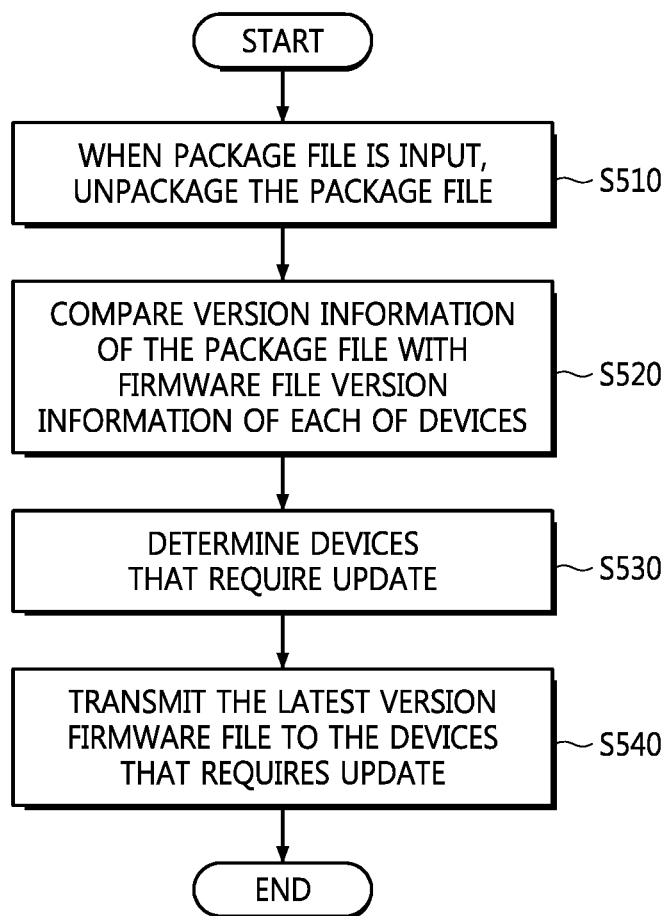 START
WHEN PACKAGE FILE IS INPUT,
UNPACKAGE THE PACKAGE FILE
S510
COMPARE VERSION INFORMATION
OF THE PACKAGE FILE WITH
FIRMWARE FILE VERSION
INFORMATION OF EACH OF DEVICES
S520
DETERMINE DEVICES
THAT REQUIRE UPDATE
S530
TRANSMIT THE LATEST VERSION
FIRMWARE FILE TO THE DEVICES
THAT REQUIRES UPDATE
S540
END